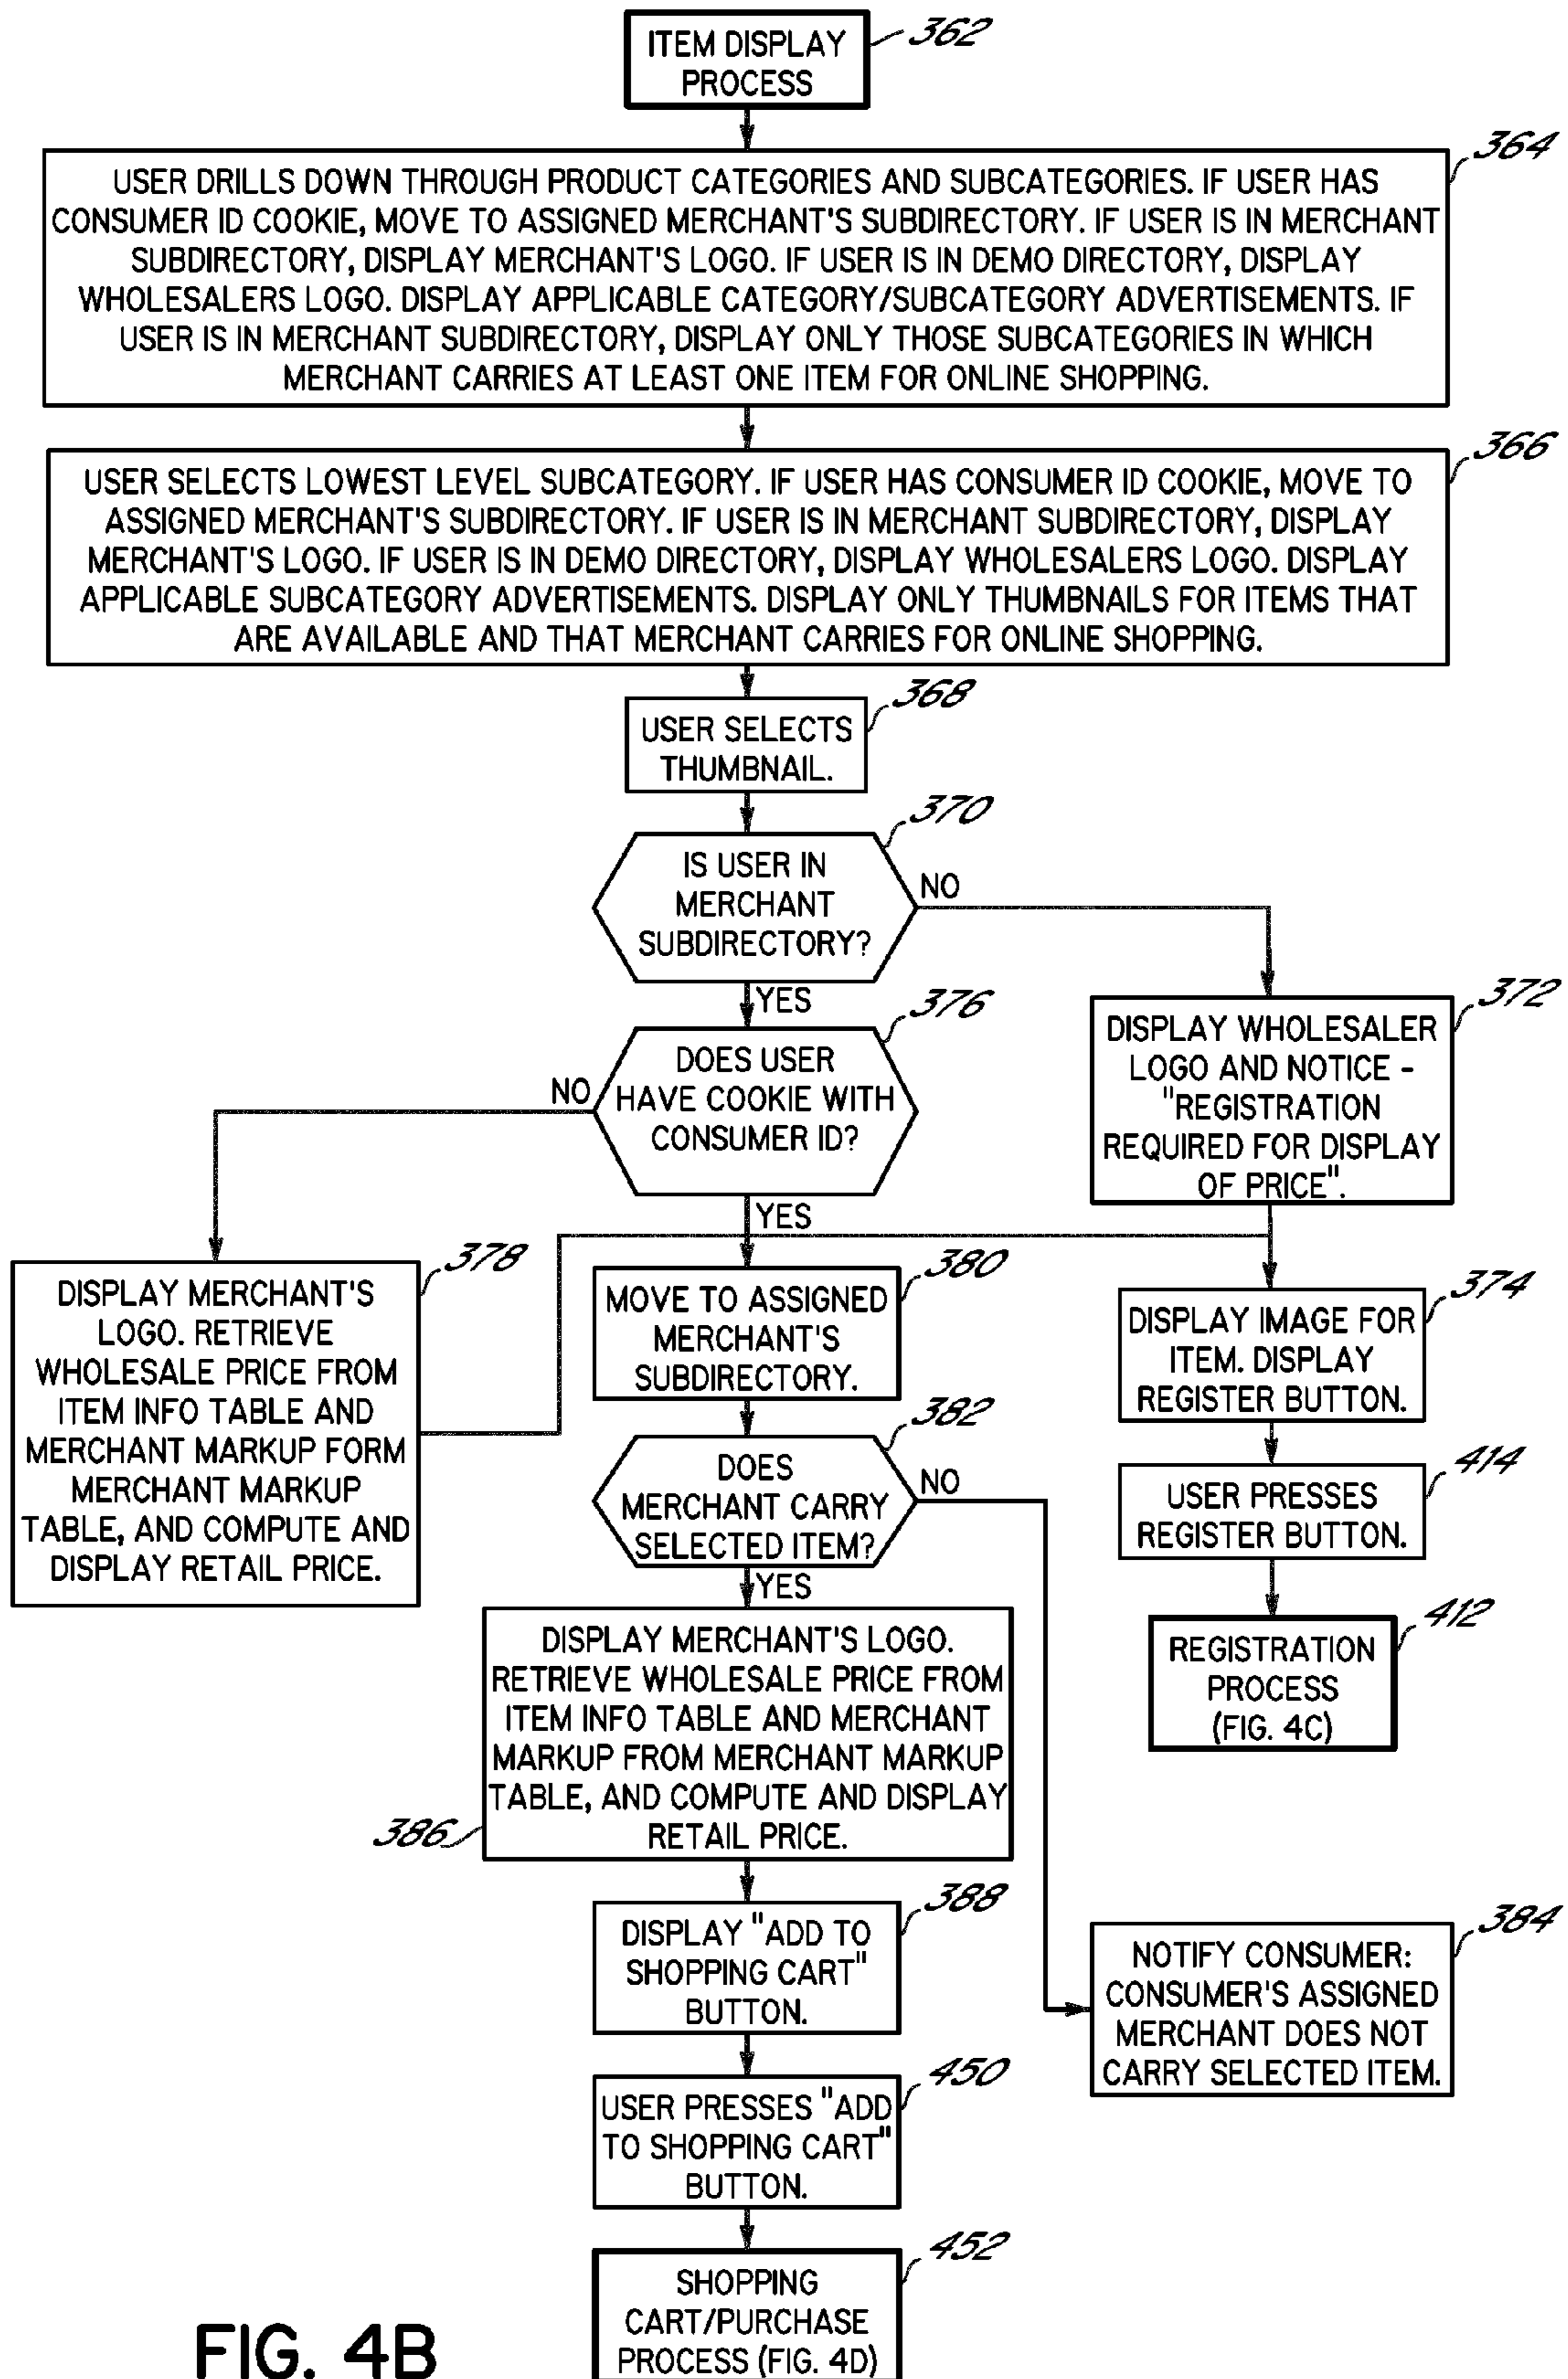 ITEM DISPLAY
PROCESS
362
364
USER DRILLS DOWN THROUGH PRODUCT CATEGORIES AND SUBCATEGORIES. IF USER HAS
CONSUMER ID COOKIE, MOVE TO ASSIGNED MERCHANT'S SUBDIRECTORY. IF USER IS IN MERCHANT
SUBDIRECTORY, DISPLAY MERCHANT'S LOGO. IF USER IS IN DEMO DIRECTORY, DISPLAY
WHOLESALERS LOGO. DISPLAY APPLICABLE CATEGORY/SUBCATEGORY ADVERTISEMENTS. IF
USER IS IN MERCHANT SUBDIRECTORY, DISPLAY ONLY THOSE SUBCATEGORIES IN WHICH
MERCHANT CARRIES AT LEAST ONE ITEM FOR ONLINE SHOPPING.
366
USER SELECTS LOWEST LEVEL SUBCATEGORY. IF USER HAS CONSUMER ID COOKIE, MOVE TO
ASSIGNED MERCHANT'S SUBDIRECTORY. IF USER IS IN MERCHANT SUBDIRECTORY, DISPLAY
MERCHANT'S LOGO. IF USER IS IN DEMO DIRECTORY, DISPLAY WHOLESALERS LOGO. DISPLAY
APPLICABLE SUBCATEGORY ADVERTISEMENTS. DISPLAY ONLY THUMBNAILS FOR ITEMS THAT
ARE AVAILABLE AND THAT MERCHANT CARRIES FOR ONLINE SHOPPING.
368
USER SELECTS
THUMBNAIL.
370
IS USER IN
MERCHANT
SUBDIRECTORY?
NO
YES
372
DISPLAY WHOLESALER
LOGO AND NOTICE -
"REGISTRATION
REQUIRED FOR DISPLAY
OF PRICE".
376
DOES USER
HAVE COOKIE WITH
CONSUMER ID?
NO
YES
378
DISPLAY MERCHANT'S
LOGO. RETRIEVE
WHOLESALE PRICE FROM
ITEM INFO TABLE AND
MERCHANT MARKUP FORM
MERCHANT MARKUP
TABLE, AND COMPUTE AND
DISPLAY RETAIL PRICE.
380
MOVE TO ASSIGNED
MERCHANT'S
SUBDIRECTORY.
374
DISPLAY IMAGE FOR
ITEM. DISPLAY
REGISTER BUTTON.
382
DOES
MERCHANT CARRY
SELECTED ITEM?
NO
YES
414
USER PRESSES
REGISTER BUTTON.
412
REGISTRATION
PROCESS
(FIG. 4C)
DISPLAY MERCHANT'S LOGO.
RETRIEVE WHOLESALE PRICE FROM
ITEM INFO TABLE AND MERCHANT
MARKUP FROM MERCHANT MARKUP
TABLE, AND COMPUTE AND DISPLAY
RETAIL PRICE.
386
388
DISPLAY "ADD TO
SHOPPING CART"
BUTTON.
384
NOTIFY CONSUMER:
CONSUMER'S ASSIGNED
MERCHANT DOES NOT
CARRY SELECTED ITEM.
450
USER PRESSES "ADD
TO SHOPPING CART"
BUTTON.
452
SHOPPING
CART/PURCHASE
PROCESS (FIG. 4D)
FIG. 4B